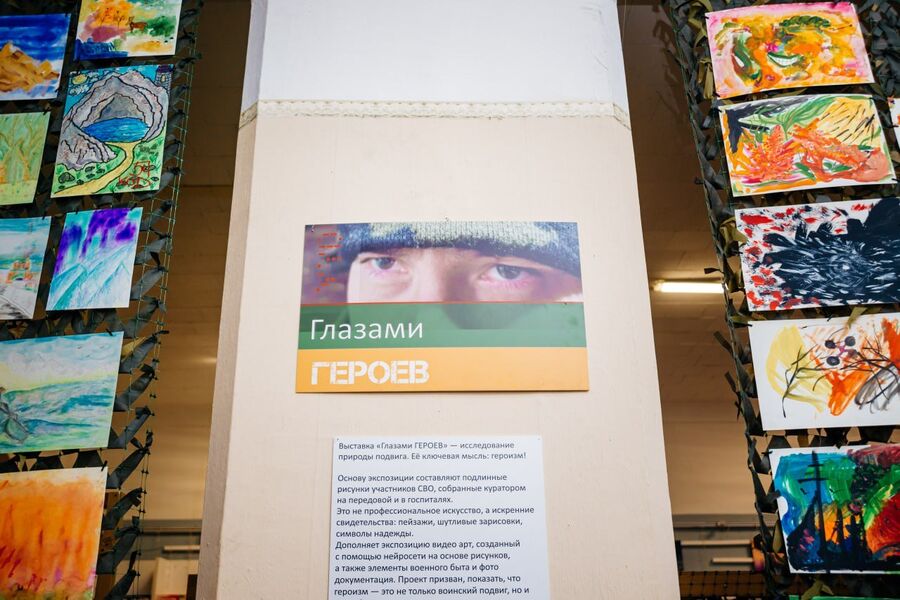 Глазами
ГЕРОЕВ
Выставка «Глазами ГЕРОЕВ» — исследование
природы подвига. Её ключевая мысль: героизм!
Основу экспозиции составляют подлинные
рисунки участников СВО, собранные куратором
на передовой и в госпиталях.
Это не профессиональное искусство, а искренние
свидетельства: пейзажи, шутливые зарисовки,
символы надежды.
Дополняет экспозицию видео арт, созданный
с помощью нейросети на основе рисунков,
а также элементы военного быта и фото
документация. Проект призван, показать, что
героизм — это не только воинский подвиг, но и